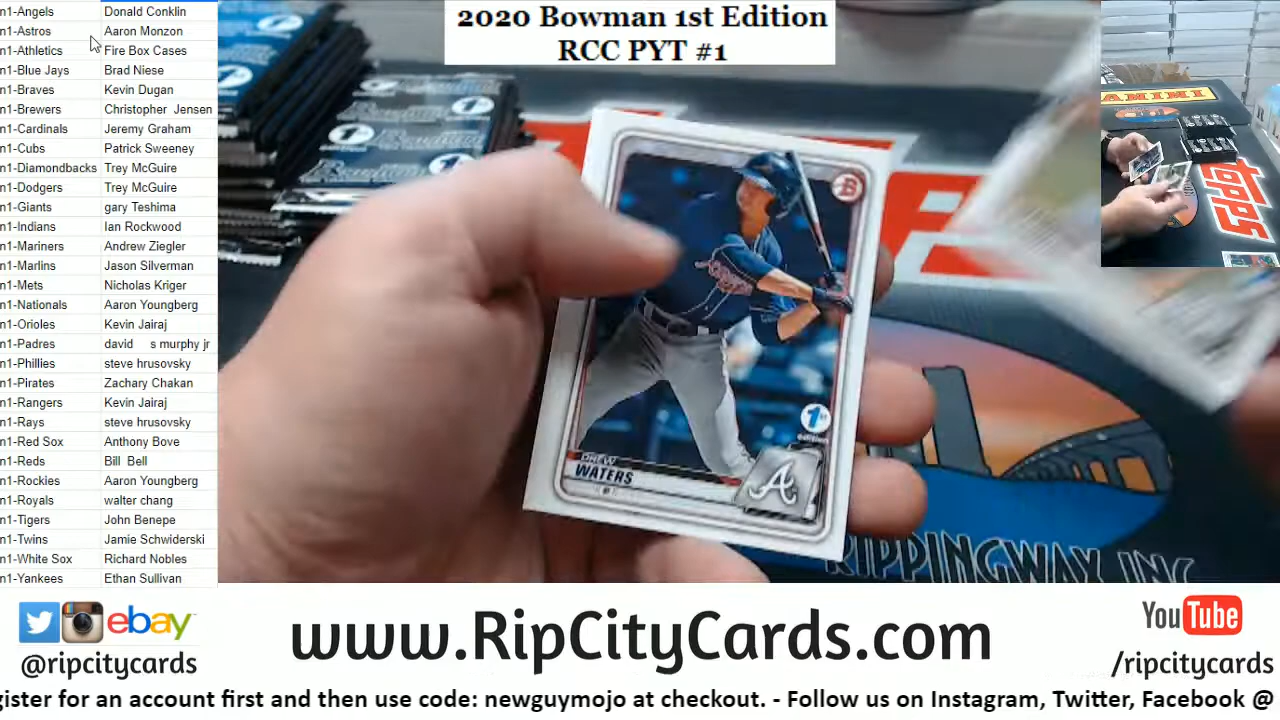 n1-Angels Donald Conklin
n1-Astros Aaron Monzon
n1-Athletics Fire Box Cases
n1-Blue Jays Brad Niese
n1-Braves Kevin Dugan
n1-Brewers Christopher Jensen
n1-Cardinals Jeremy Graham
n1-Cubs Patrick Sweeney
n1-Diamondbacks Trey McGuire
n1-Dodgers Trey McGuire
n1-Giants gary Teshima
n1-Indians Ian Rockwood
n1-Mariners Andrew Ziegler
n1-Marlins Jason Silverman
n1-Mets Nicholas Kriger
n1-Nationals Aaron Youngberg
n1-Orioles Kevin Jairaj
n1-Padres david s murphy jr
n1-Phillies steve hrusovsky
n1-Pirates Zachary Chakan
n1-Rangers Kevin Jairaj
n1-Rays steve hrusovsky
n1-Red Sox Anthony Bove
n1-Reds Bill Bell
n1-Rockies Aaron Youngberg
n1-Royals walter chang
n1-Tigers John Benepe
n1-Twins Jamie Schwiderski
n1-White Sox Richard Nobles
n1-Yankees Ethan Sullivan
2020 Bowman 1st Edition
RCC PYT #1
PANINI
topps
B
1st
edition
DREW
WATERS
A
RIPPINGWAX INC
ebay
@ripcitycards
www.RipCityCards.com
YouTube
/ripcitycards
gister for an account first and then use code: newguymojo at checkout. - Follow us on Instagram, Twitter, Facebook @